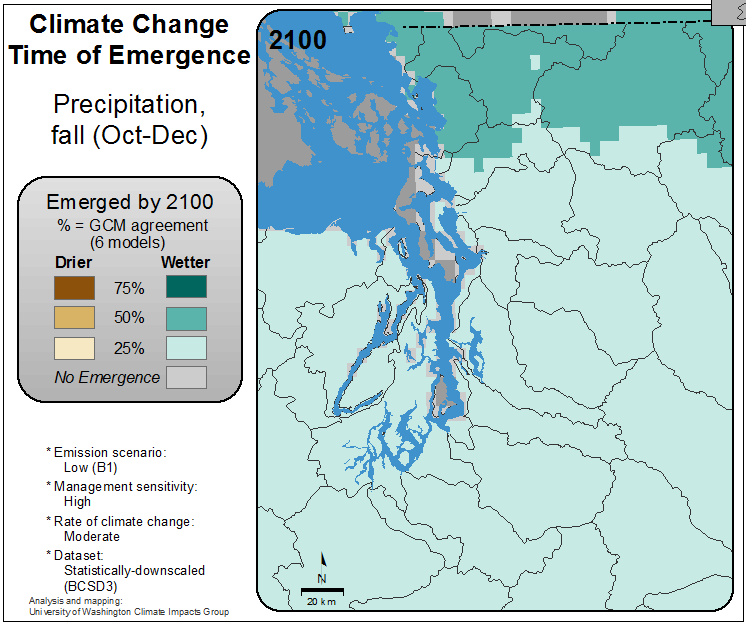 Climate Change
Time of Emergence
Precipitation,
fall (Oct-Dec)
Emerged by 2100
% = GCM agreement
(6 models)
Drier Wetter
75%
50%
25%
No Emergence
* Emission scenario:
Low (B1)
* Management sensitivity:
High
* Rate of climate change:
Moderate
* Dataset:
Statistically-downscaled
(BCSD3)
Analysis and mapping:
University of Washington Climate Impacts Group
2100
N
20 km